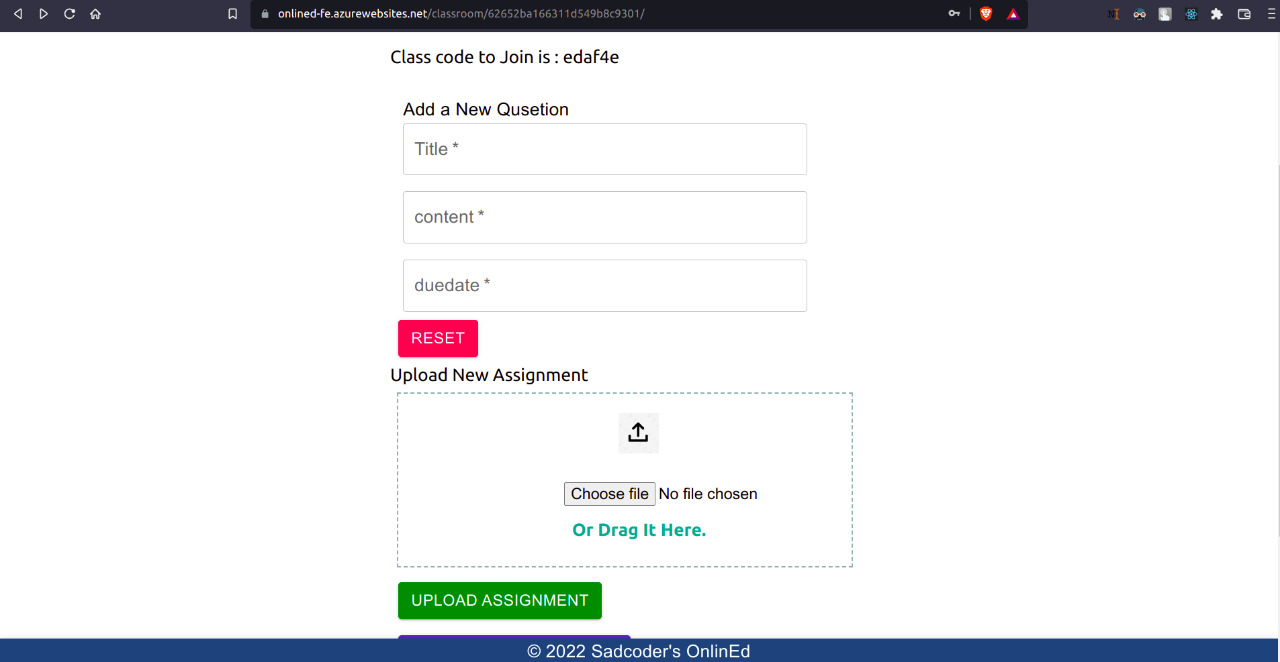 onlined-fe.azurewebsites.net/classroom/62652ba166311d549b8c9301/
Class code to Join is : edaf4e
Add a New Qusetion
Title *
content *
duedate *
RESET
Upload New Assignment
Choose file No file chosen
Or Drag It Here.
UPLOAD ASSIGNMENT
© 2022 Sadcoder's OnlinEd